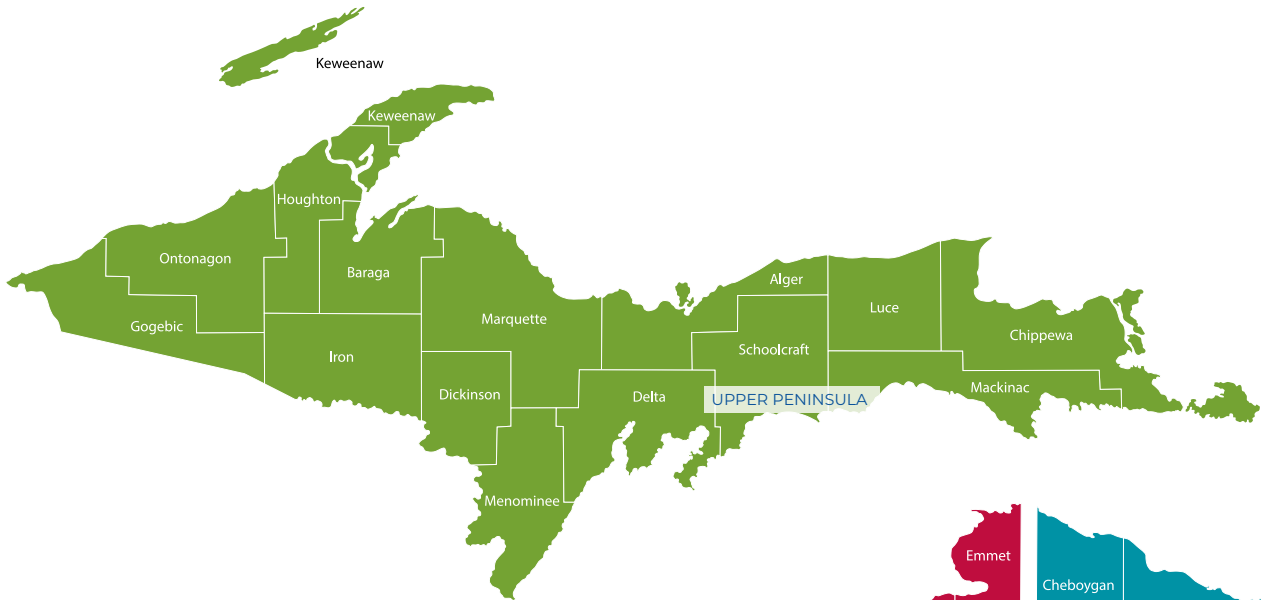 Keweenaw
Keweenaw
Houghton
Ontonagon
Baraga
Alger
Luce
Marquette
Gogebic
Chippewa
Schoolcraft
Iron
Mackinac
Dickinson
Delta
UPPER PENINSULA
Menominee
Emmet
Cheboygan